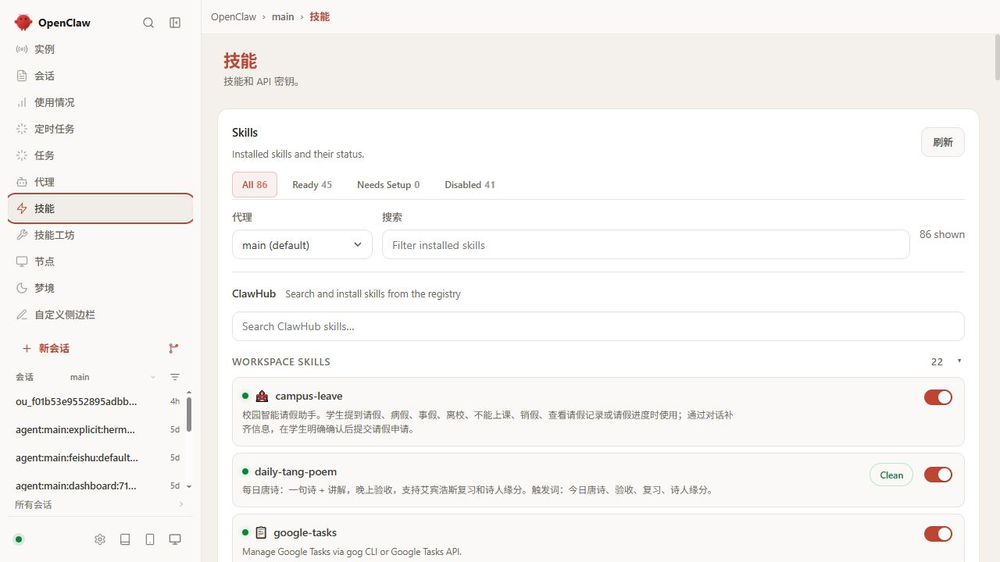 OpenClaw
实例
会话
使用情况
定时任务
任务
代理
技能
技能工坊
节点
梦境
自定义侧边栏
新会话
会话 main
ou_f01b53e9552895adbb... 4h
agent:main:explicit:herm... 5d
agent:main:feishu:default... 5d
agent:main:dashboard:71... 5d
所有会话
OpenClaw › main › 技能
技能
技能和 API 密钥。
Skills
Installed skills and their status.
刷新
All 86 Ready 45 Needs Setup 0 Disabled 41
代理 搜索
main (default) Filter installed skills 86 shown
ClawHub Search and install skills from the registry
Search ClawHub skills...
WORKSPACE SKILLS 22
campus-leave
校园智能请假助手。学生提到请假、病假、事假、离校、不能上课、销假、查看请假记录或请假进度时使用；通过对话补
齐信息，在学生明确确认后提交请假申请。
daily-tang-poem Clean
每日唐诗：一句诗 + 讲解，晚上验收，支持艾宾浩斯复习和诗人缘分。触发词：今日唐诗、验收、复习、诗人缘分。
google-tasks
Manage Google Tasks via gog CLI or Google Tasks API.